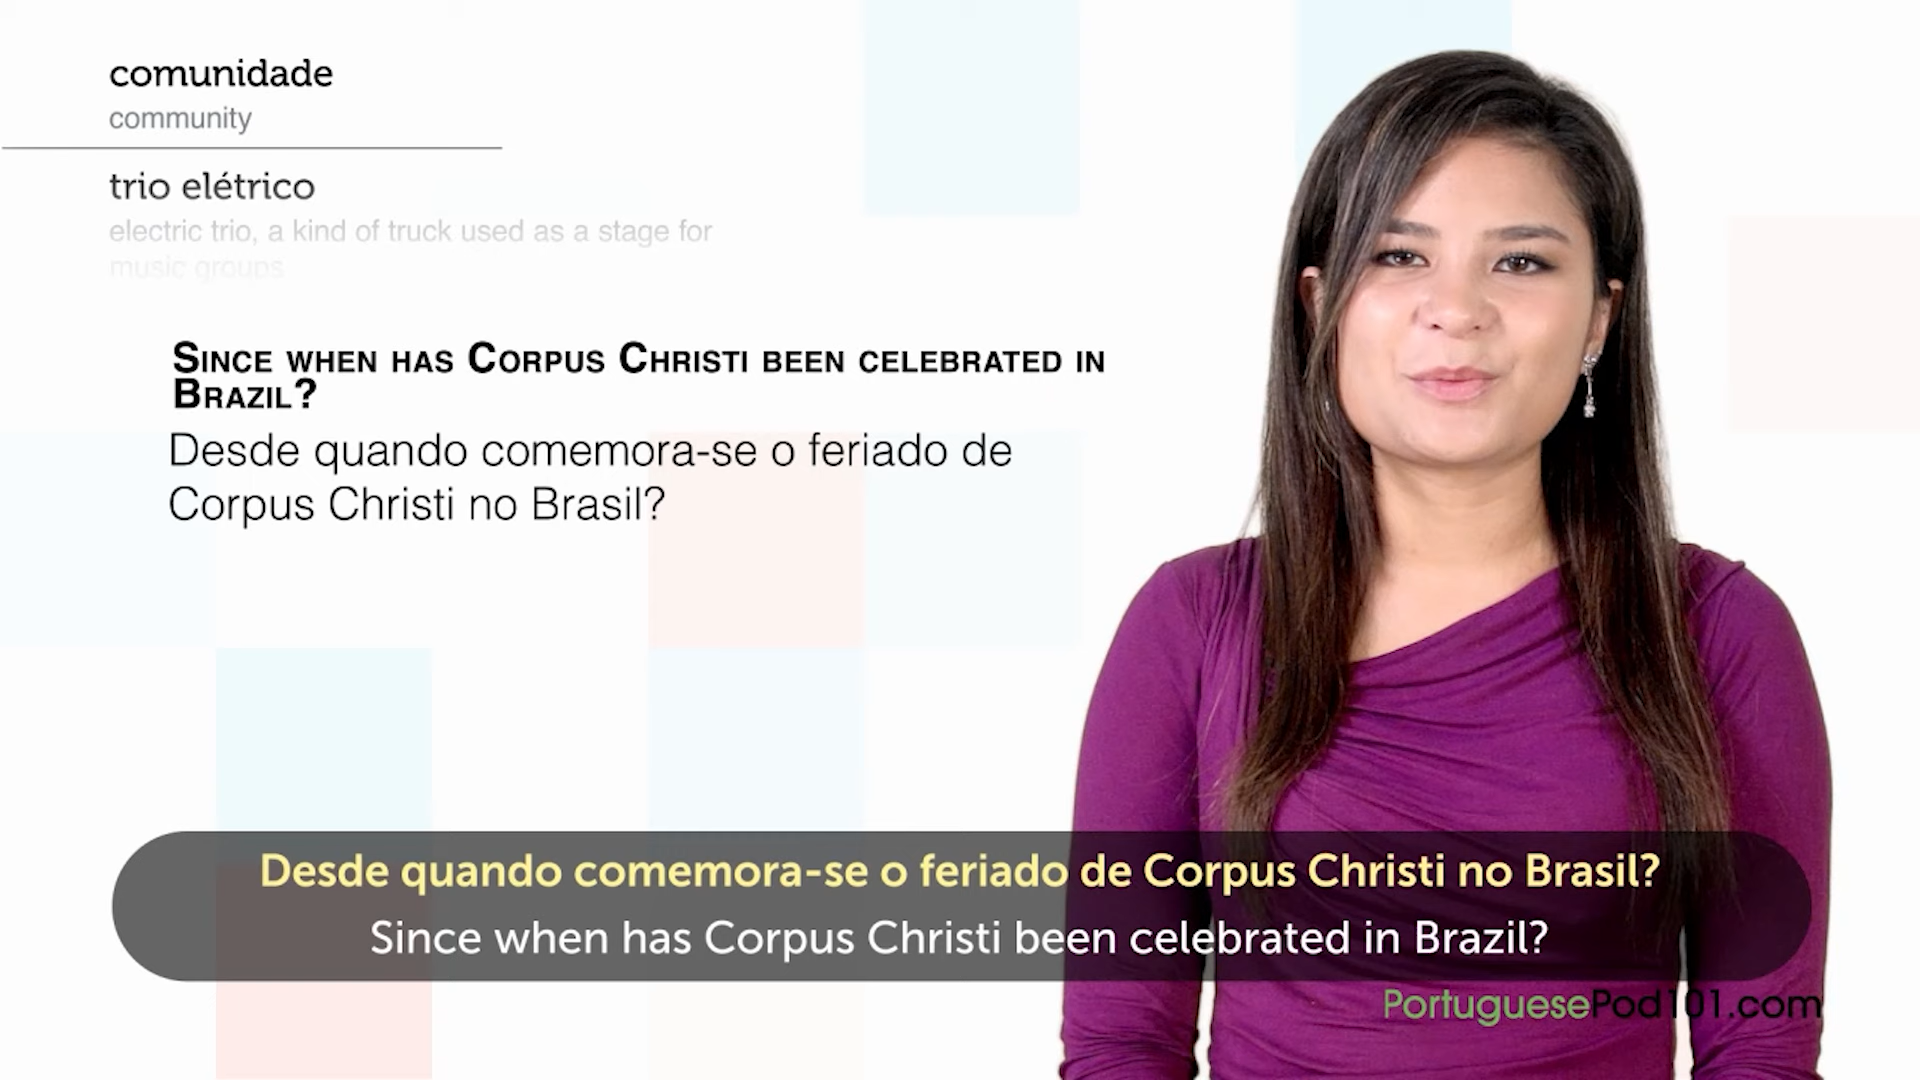 comunidade
community
trio elétrico
electric trio, a kind of truck used as a stage for
music groups
Since when has Corpus Christi been celebrated in
Brazil?
Desde quando comemora-se o feriado de
Corpus Christi no Brasil?
Desde quando comemora-se o feriado de Corpus Christi no Brasil?
Since when has Corpus Christi been celebrated in Brazil?
PortuguesePod101.com